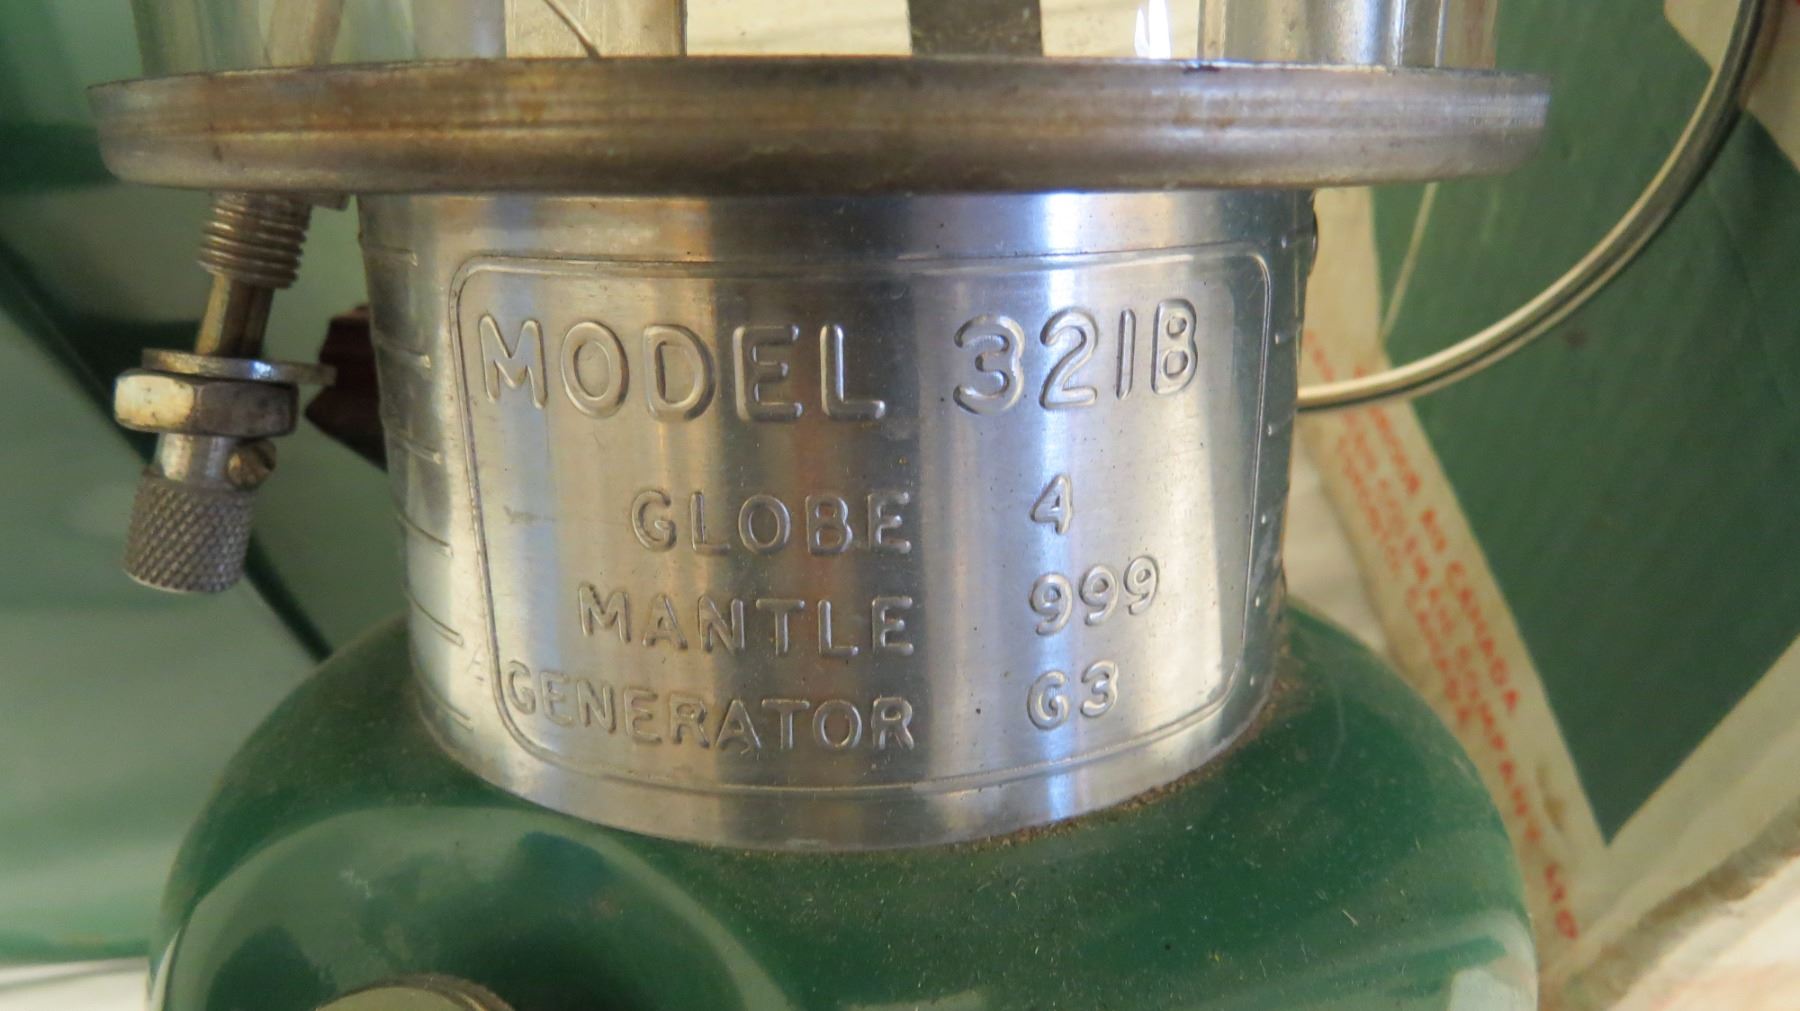 MODEL 321B
GLOBE 4
MANTLE 999
GENERATOR G3